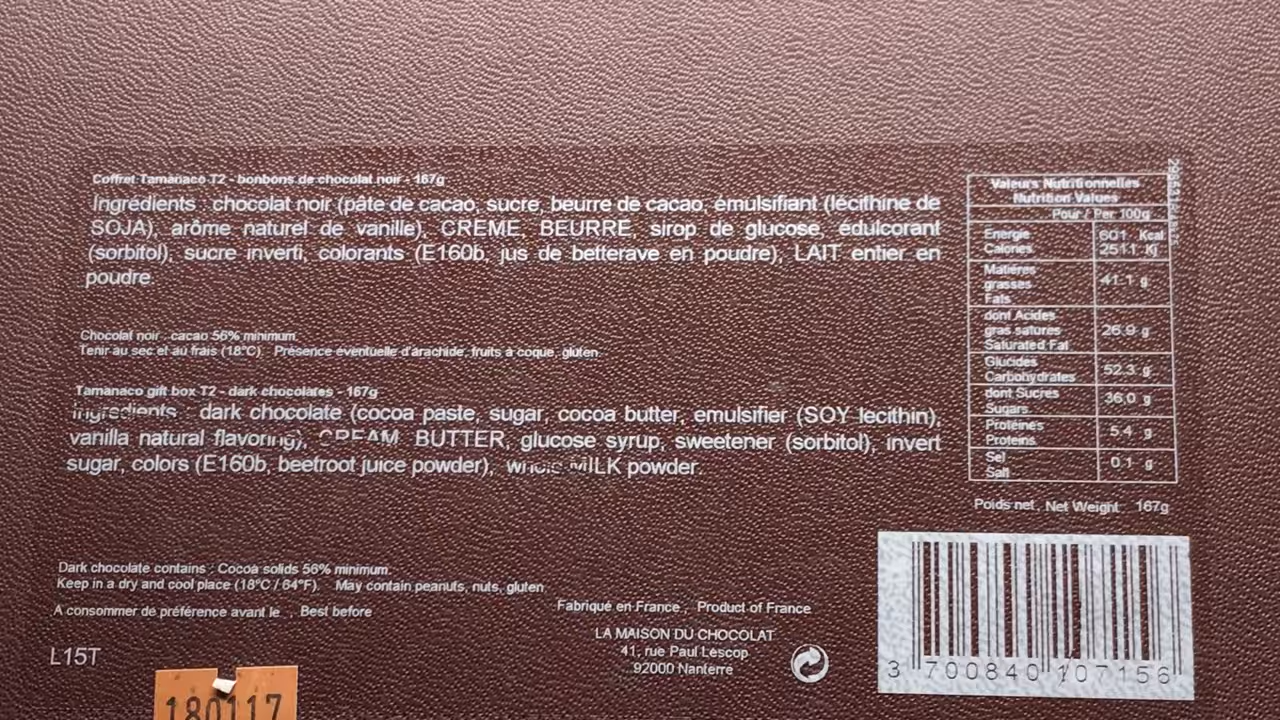 Coffret Tamanaco T2 - bonbons de chocolat noir - 167g
Ingrédients : chocolat noir (pâte de cacao, sucre, beurre de cacao, émulsifiant (lécithine de
SOJA), arôme naturel de vanille), CREME, BEURRE, sirop de glucose, édulcorant
(sorbitol), sucre inverti, colorants (E160b, jus de betterave en poudre), LAIT entier en
poudre.
Chocolat noir : cacao 56% minimum.
Tenir au sec et au frais (18°C). Présence éventuelle d'arachide, fruits à coque, gluten.
Tamanaco gift box T2 - dark chocolates - 167g
Ingredients : dark chocolate (cocoa paste, sugar, cocoa butter, emulsifier (SOY lecithin),
vanilla natural flavoring), CREAM, BUTTER, glucose syrup, sweetener (sorbitol), invert
sugar, colors (E160b, beetroot juice powder), whole MILK powder.
Dark chocolate contains : Cocoa solids 56% minimum.
Keep in a dry and cool place (18°C / 64°F). May contain peanuts, nuts, gluten
A consommer de préférence avant le , Best before
L15T
180117
Fabriqué en France , Product of France
LA MAISON DU CHOCOLAT
41, rue Paul Lescop
92000 Nanterre
Valeurs Nutritionnelles
Nutrition Values
Pour / Per 100g
Energie 601 Kcal
Calories 2511 Kj
Matières
grasses 41.1 g
Fats
dont Acides
gras saturés 26.9 g
Saturated Fat
Glucides 52.3 g
Carbohydrates
dont Sucres 36.0 g
Sugars
Protéines 5.4 g
Proteins
Sel 0.1 g
Salt
Poids net , Net Weight 167g
3 700840 107156